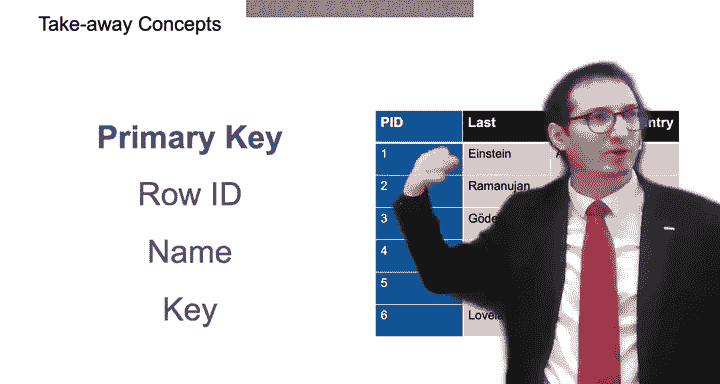 Take-away Concepts
Primary Key
Row ID
Name
Key
PID Last
1 Einstein
2 Ramanujan
3
4
5
6